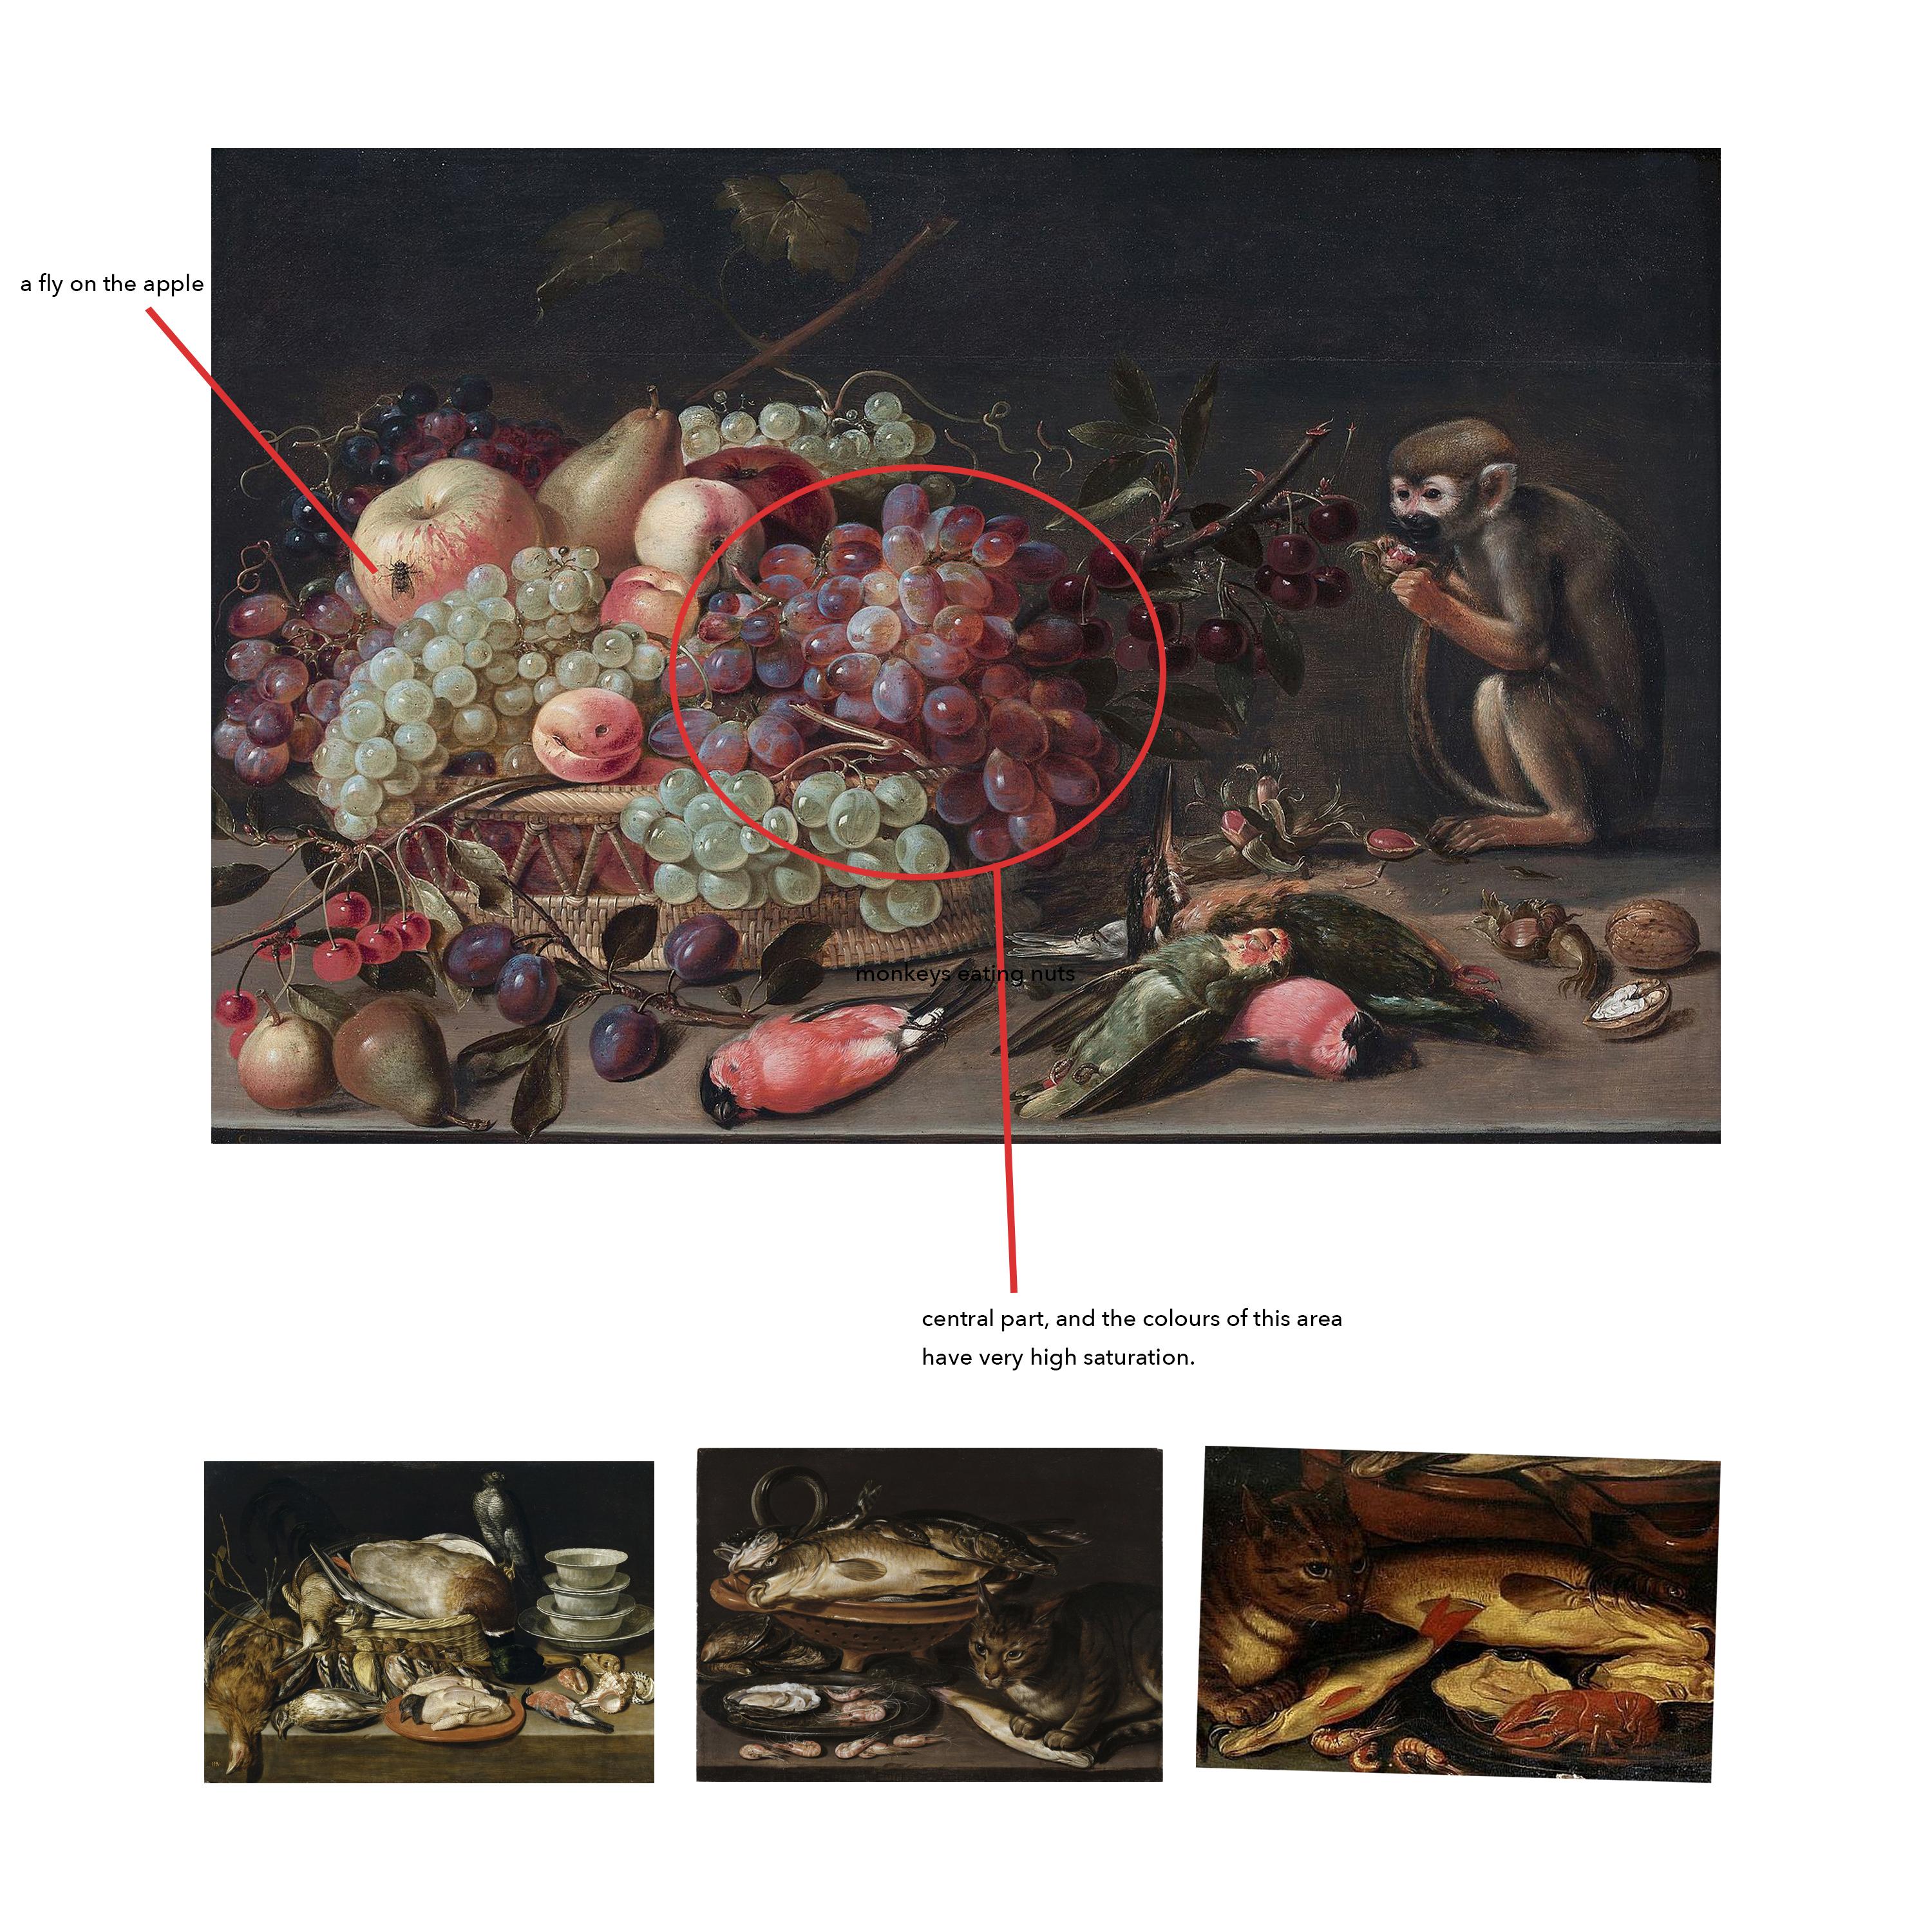 a fly on the apple
monkeys eating nuts
central part, and the colours of this area
have very high saturation.